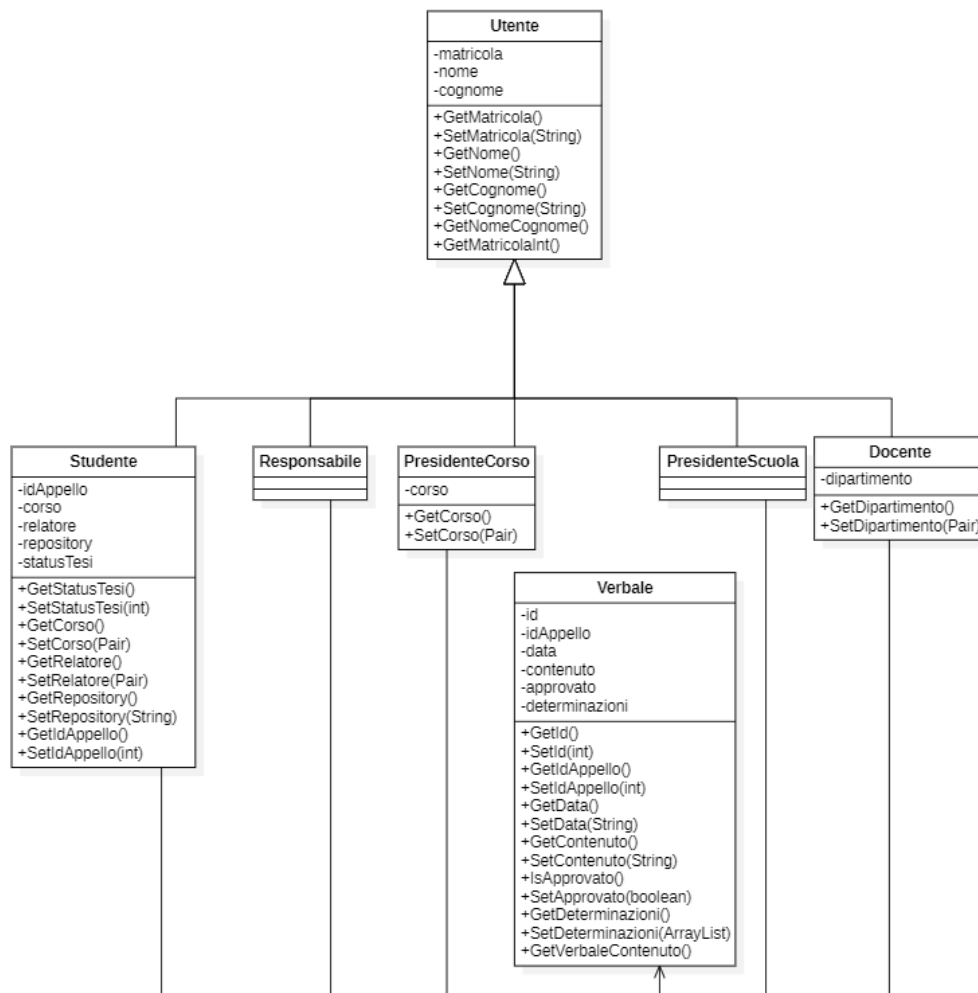 Utente
-matricola
-nome
-cognome
+GetMatricola()
+SetMatricola(String)
+GetNome()
+SetNome(String)
+GetCognome()
+SetCognome(String)
+GetNomeCognome()
+GetMatricolaInt()
Studente
-idAppello
-corso
-relatore
-repository
-statusTesi
+GetStatusTesi()
+SetStatusTesi(int)
+GetCorso()
+SetCorso(Pair)
+GetRelatore()
+SetRelatore(Pair)
+GetRepository()
+SetRepository(String)
+GetIdAppello()
+SetIdAppello(int)
Responsabile
PresidenteCorso
-corso
+GetCorso()
+SetCorso(Pair)
PresidenteScuola
Docente
-dipartimento
+GetDipartimento()
+SetDipartimento(Pair)
Verbale
-id
-idAppello
-data
-contenuto
-approvato
-determinazioni
+GetId()
+SetId(int)
+GetIdAppello()
+SetIdAppello(int)
+GetData()
+SetData(String)
+GetContenuto()
+SetContenuto(String)
+IsApprovato()
+SetApprovato(boolean)
+GetDeterminazioni()
+SetDeterminazioni(ArrayList)
+GetVerbaleContenuto()